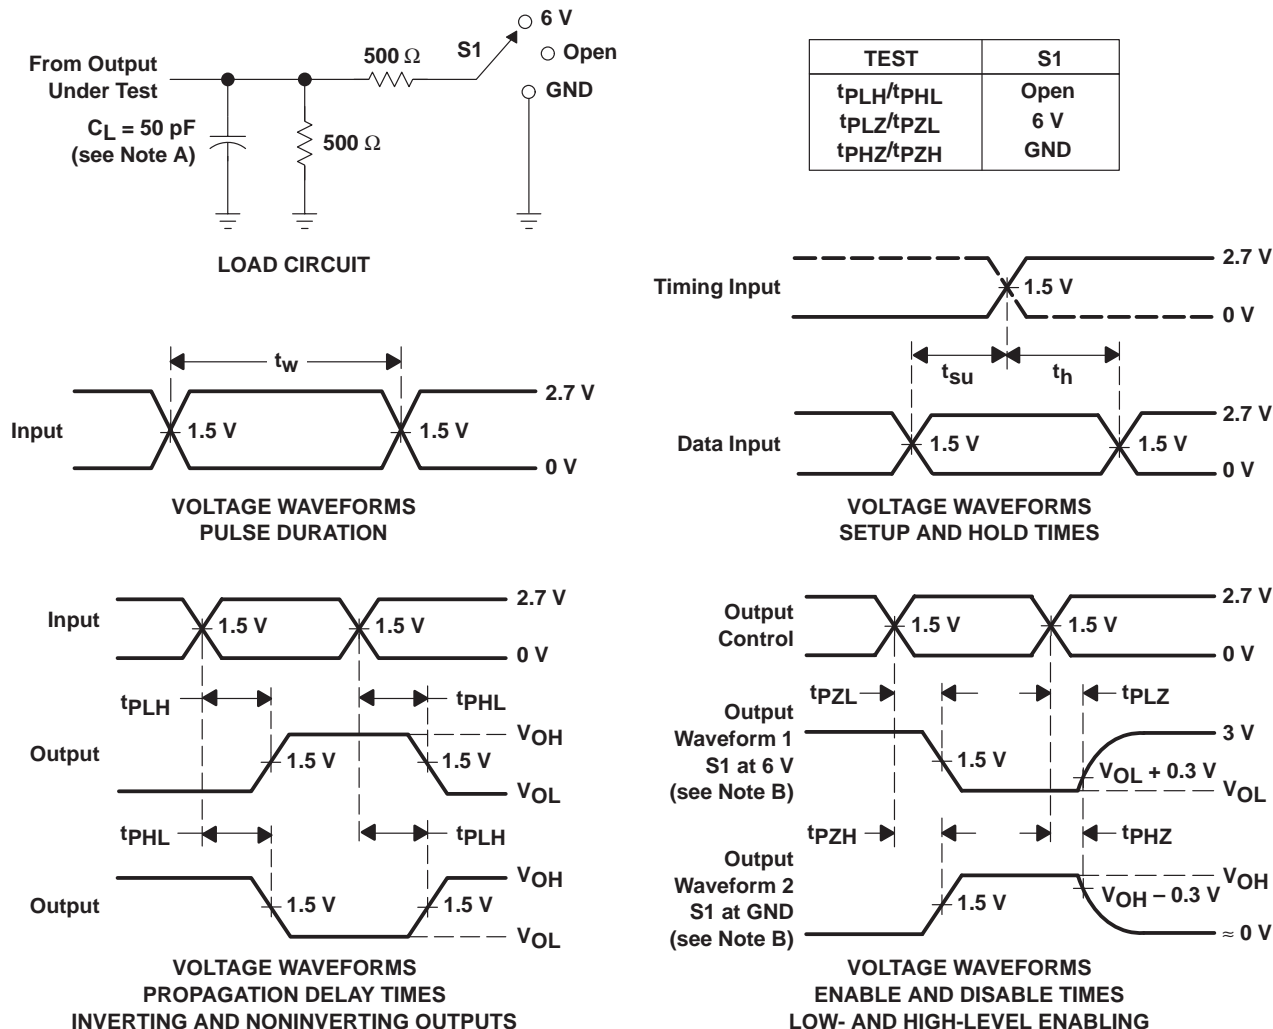 6 V
S1
Open
GND
500 Ω
From Output
Under Test
CL = 50 pF
(see Note A)
500 Ω
LOAD CIRCUIT
TEST S1
tPLH/tPHL Open
tPLZ/tPZL 6 V
tPHZ/tPZH GND
Timing Input
1.5 V
2.7 V
0 V
tsu
th
Data Input
1.5 V
1.5 V
2.7 V
0 V
VOLTAGE WAVEFORMS
SETUP AND HOLD TIMES
tw
Input
1.5 V
1.5 V
2.7 V
0 V
VOLTAGE WAVEFORMS
PULSE DURATION
Input
1.5 V
1.5 V
2.7 V
0 V
tPLH
tPHL
Output
1.5 V
1.5 V
VOH
VOL
tPHL
tPLH
Output
1.5 V
1.5 V
VOH
VOL
VOLTAGE WAVEFORMS
PROPAGATION DELAY TIMES
INVERTING AND NONINVERTING OUTPUTS
Output
Control
1.5 V
1.5 V
2.7 V
0 V
tPZL
tPLZ
Output
Waveform 1
S1 at 6 V
(see Note B)
1.5 V
3 V
VOL + 0.3 V
VOL
tPZH
tPHZ
Output
Waveform 2
S1 at GND
(see Note B)
1.5 V
VOH
VOH − 0.3 V
≈ 0 V
VOLTAGE WAVEFORMS
ENABLE AND DISABLE TIMES
LOW- AND HIGH-LEVEL ENABLING